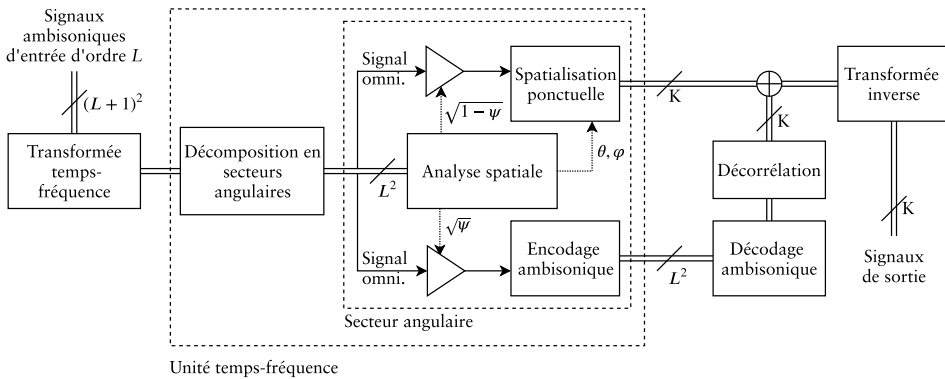 Signaux
ambisoniques
d'entrée d'ordre L
(L + 1)²
Transformée
temps-
fréquence
Décomposition en
secteurs
angulaires
L²
Signal
omni.
√1 − ψ
Spatialisation
ponctuelle
Analyse spatiale
θ, φ
√ψ
Signal
omni.
Encodage
ambisonique
Secteur angulaire
Unité temps-fréquence
K
L²
K
Décorrélation
Décodage
ambisonique
Transformée
inverse
K
Signaux
de sortie